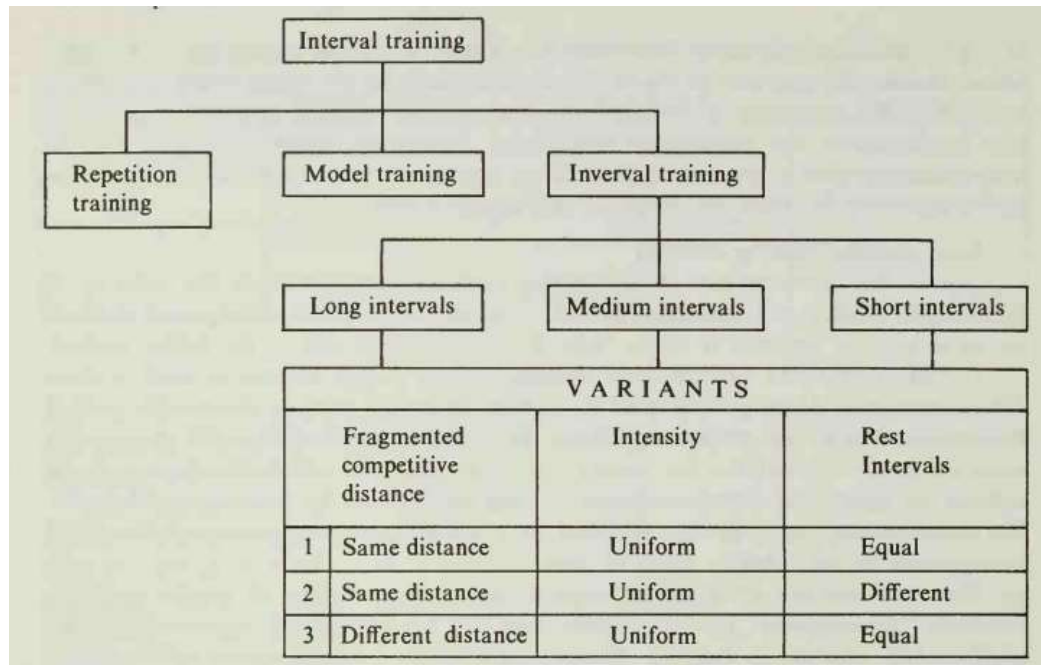 Interval training
Repetition
training
Model training
Inverval training
Long intervals
Medium intervals
Short intervals
VARIANTS
Fragmented
competitive
distance
Intensity
Rest
Intervals
1 Same distance Uniform Equal
2 Same distance Uniform Different
3 Different distance Uniform Equal